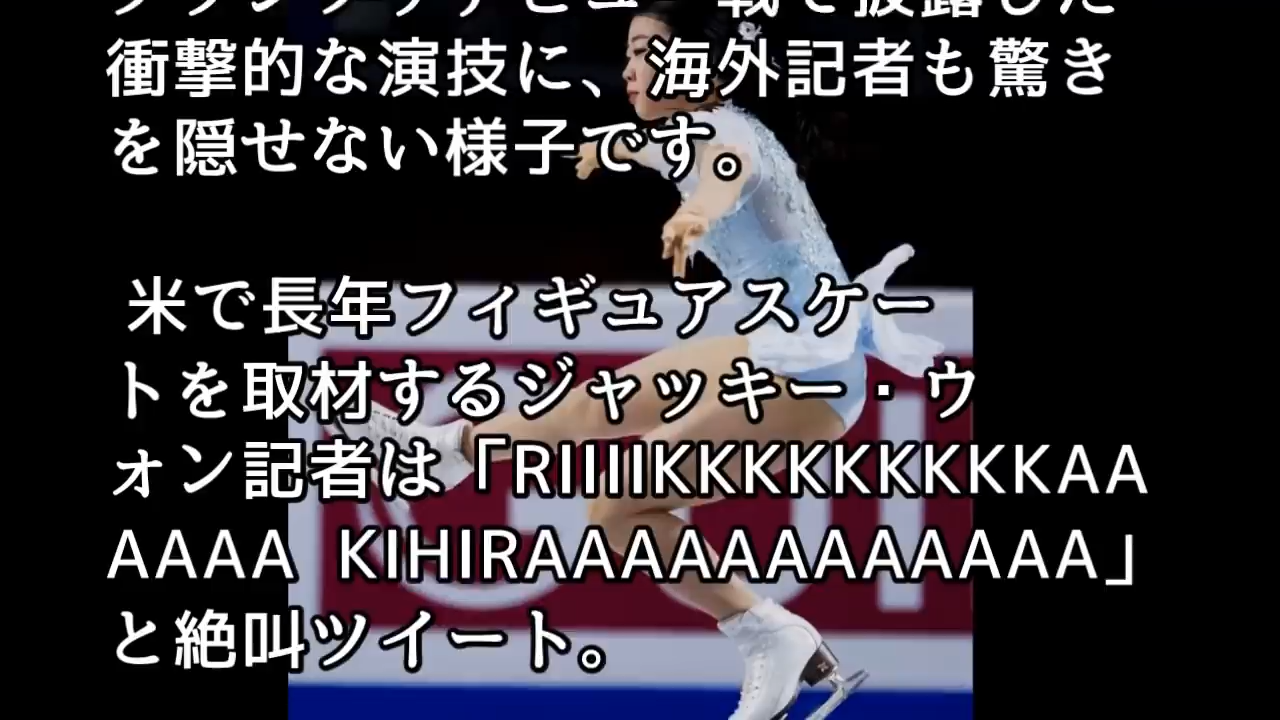 衝撃的な演技に、海外記者も驚き
を隠せない様子です。
米で長年フィギュアスケー
トを取材するジャッキー・ウ
ォン記者は「RIIIIKKKKKKKKKKAA
AAAA KIHIRAAAAAAAAAAAAA」
と絶叫ツイート。